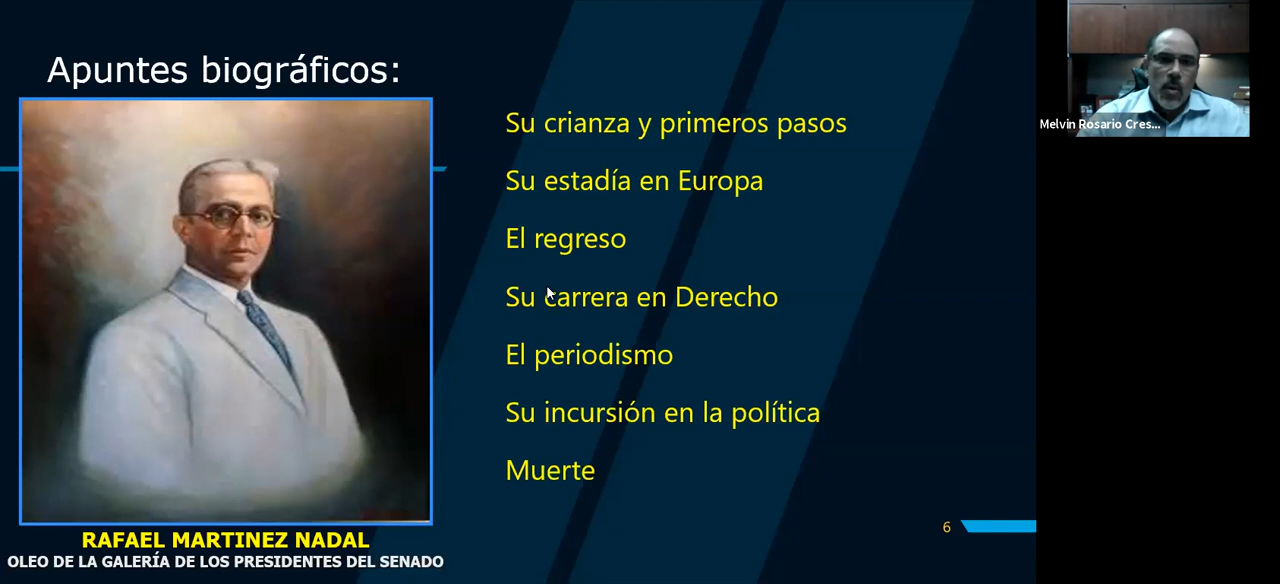 Apuntes biográficos:
Su crianza y primeros pasos
Su estadía en Europa
El regreso
Su carrera en Derecho
El periodismo
Su incursión en la política
Muerte
RAFAEL MARTINEZ NADAL
OLEO DE LA GALERÍA DE LOS PRESIDENTES DEL SENADO
6
Melvin Rosario Cres...